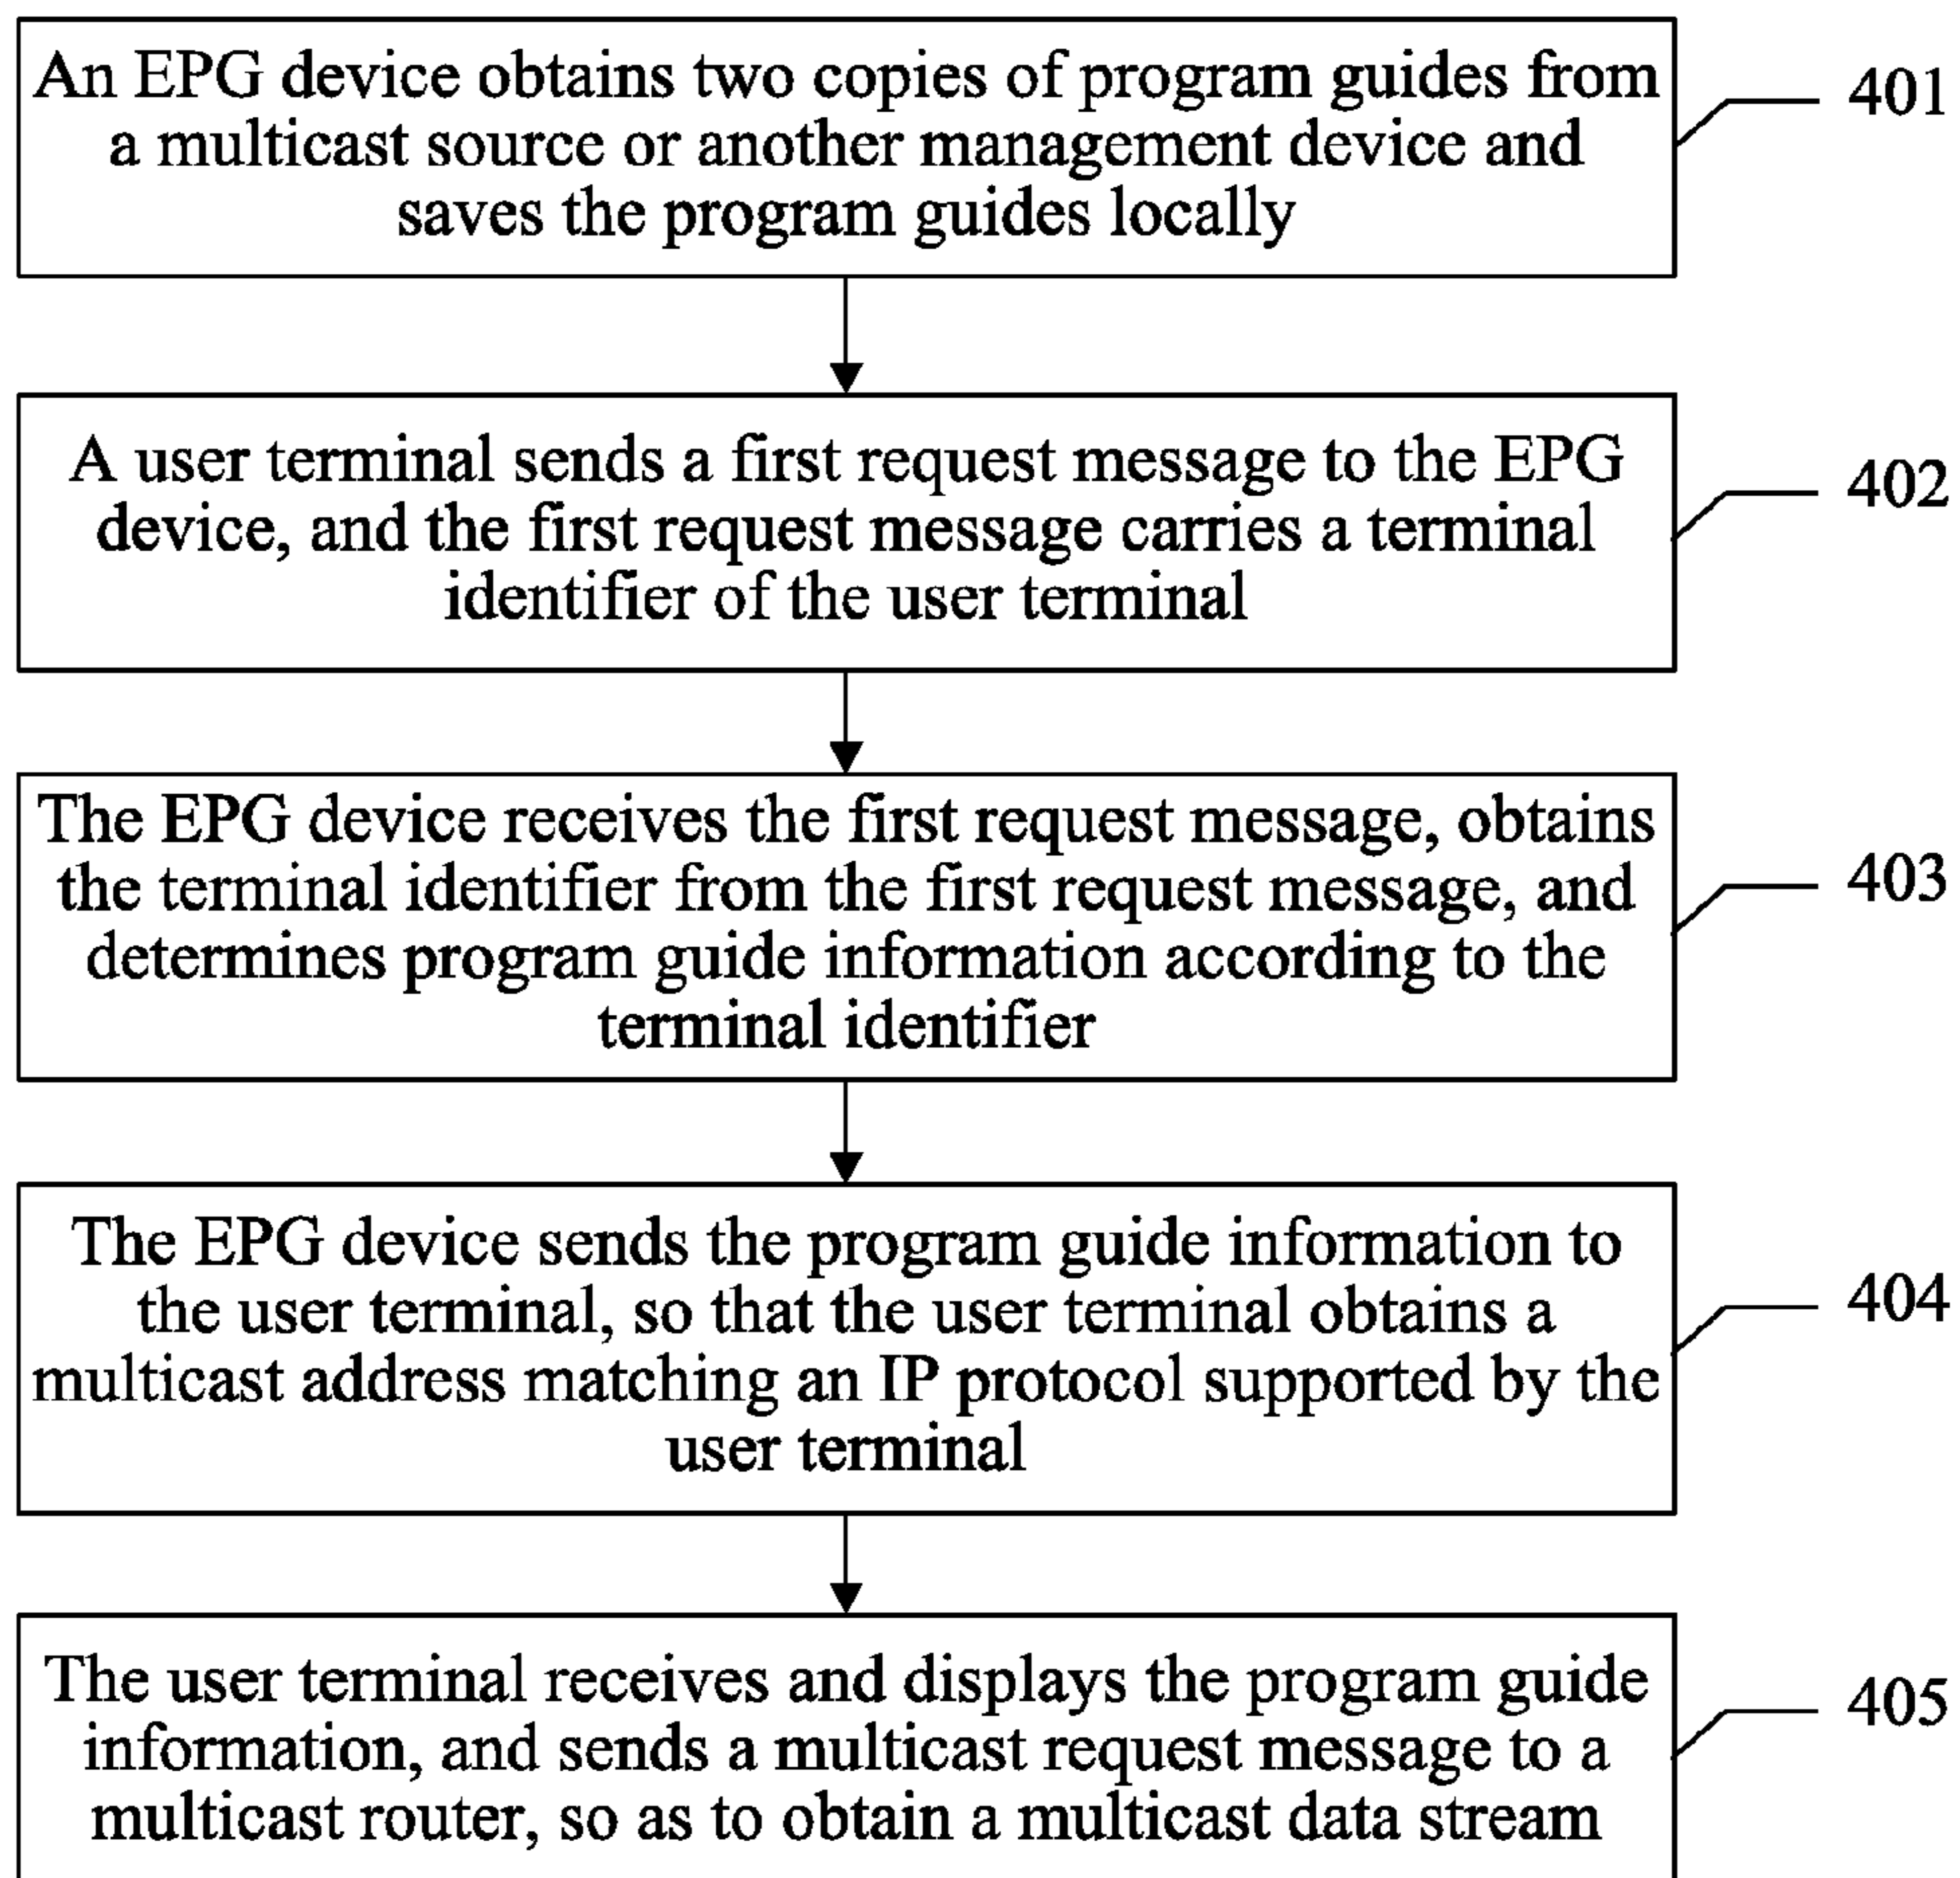 An EPG device obtains two copies of program guides from
a multicast source or another management device and
saves the program guides locally
401
A user terminal sends a first request message to the EPG
device, and the first request message carries a terminal
identifier of the user terminal
402
The EPG device receives the first request message, obtains
the terminal identifier from the first request message, and
determines program guide information according to the
terminal identifier
403
The EPG device sends the program guide information to
the user terminal, so that the user terminal obtains a
multicast address matching an IP protocol supported by the
user terminal
404
The user terminal receives and displays the program guide
information, and sends a multicast request message to a
multicast router, so as to obtain a multicast data stream
405